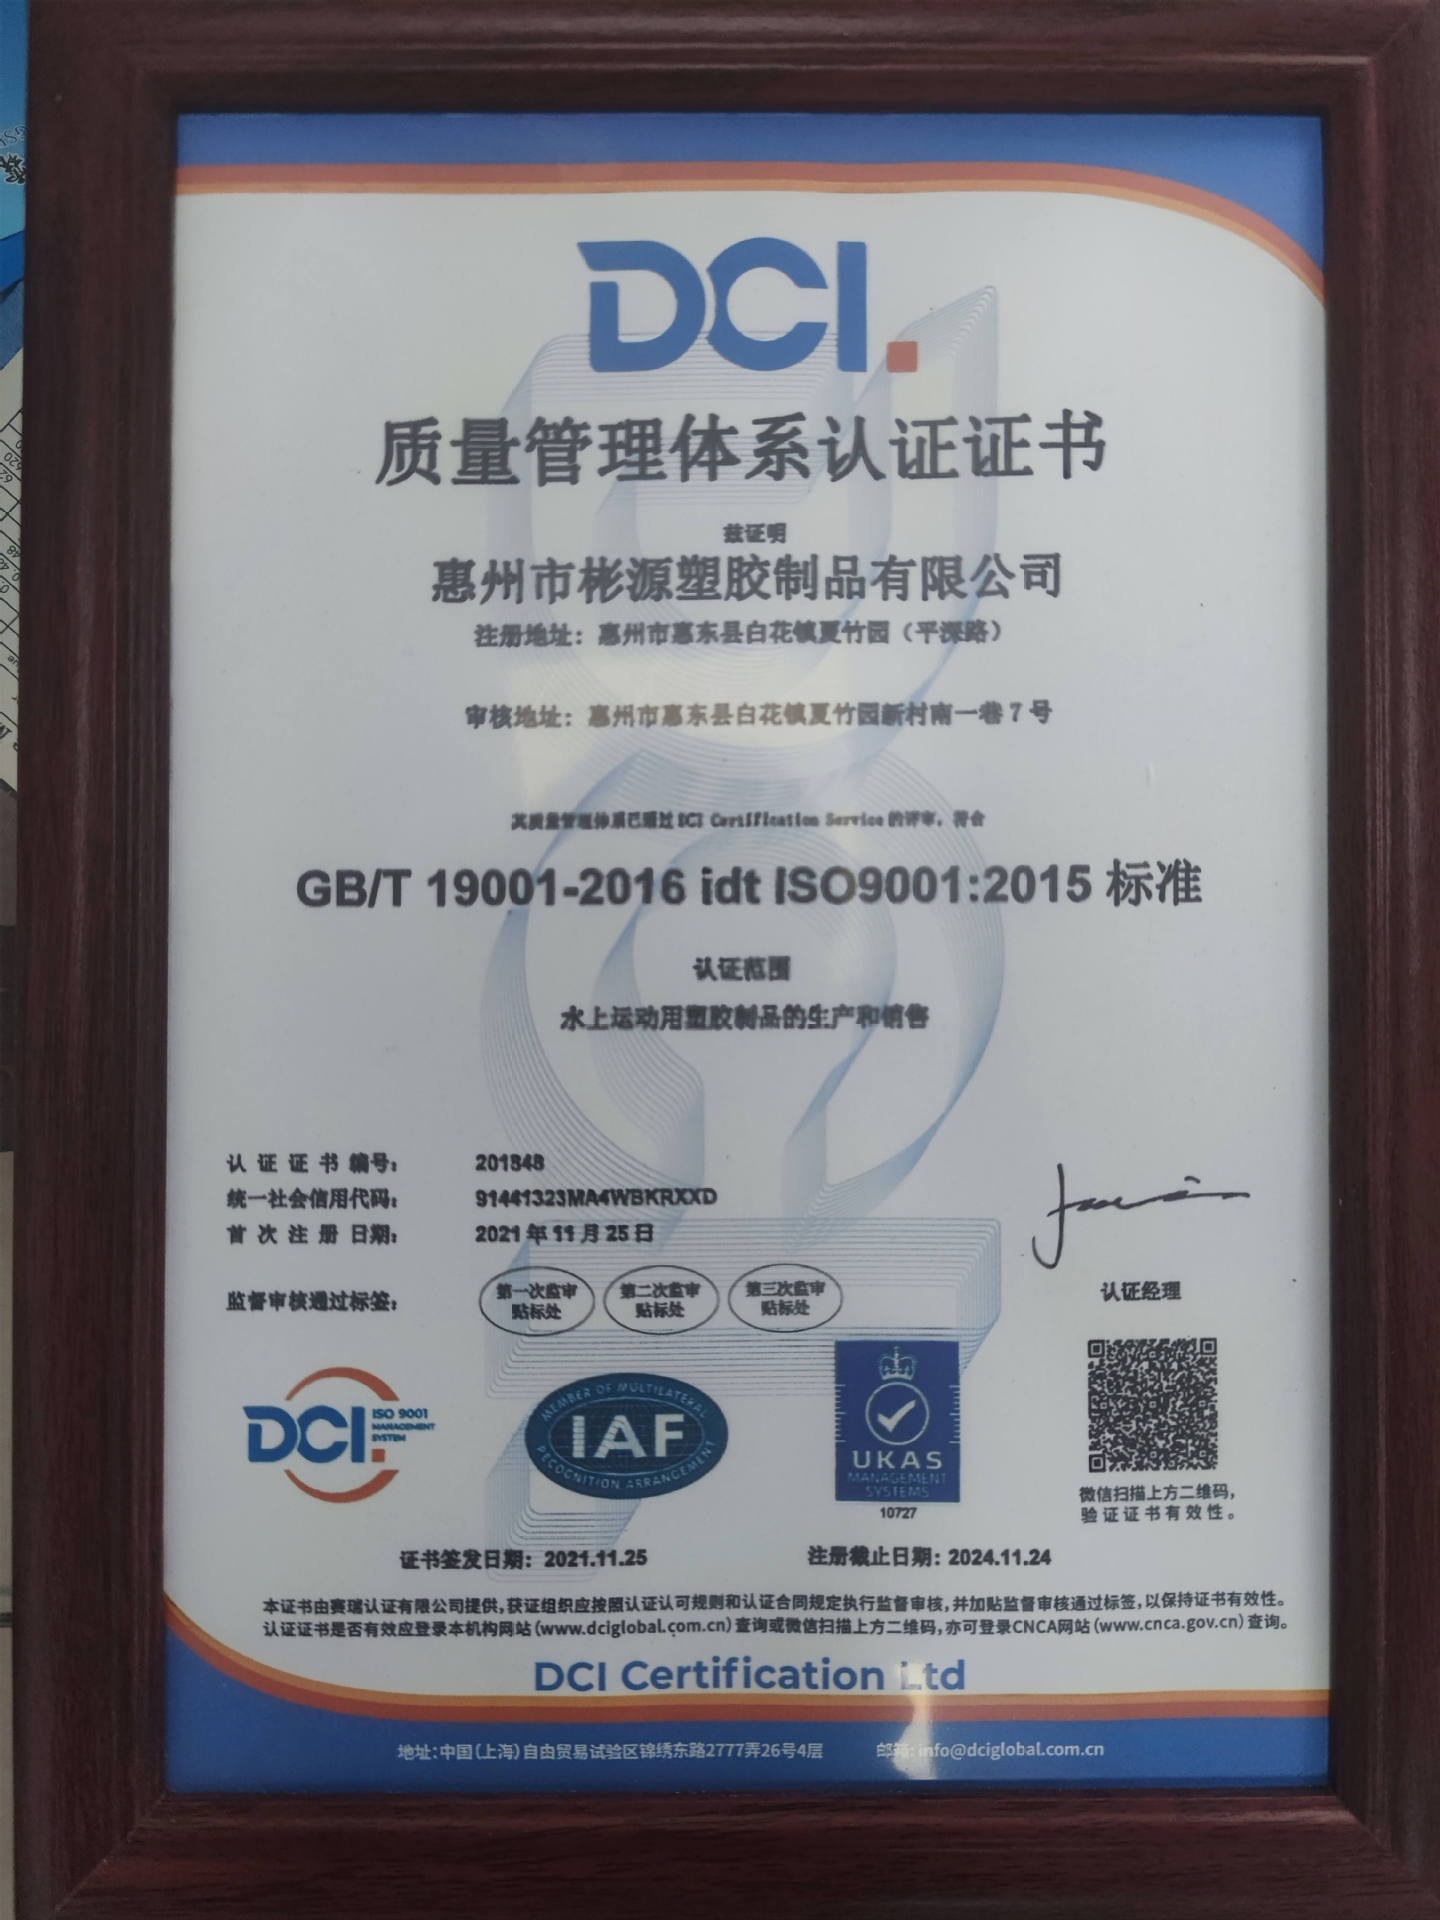 DCI.
质量管理体系认证证书
兹证明
惠州市彬源塑胶制品有限公司
注册地址：惠州市惠东县白花镇夏竹园（平深路）
审核地址：惠州市惠东县白花镇夏竹园新村南一巷7号
其质量管理体系已通过 DCI Certification Service 的评审，符合
GB/T 19001-2016 idt ISO9001:2015 标准
认证范围
水上运动用塑胶制品的生产和销售
认证证书编号： 201848
统一社会信用代码： 91441323MA4WBKRXXD
首次注册日期： 2021 年 11 月 25 日
监督审核通过标签：
第一次监审
贴标处
第二次监审
贴标处
第三次监审
贴标处
认证经理
DCI.
ISO 9001
MANAGEMENT
SYSTEM
MEMBER OF MULTILATERAL
IAF
RECOGNITION ARRANGEMENT
UKAS
MANAGEMENT
SYSTEMS
10727
微信扫描上方二维码，
验证证书有效性。
证书签发日期：2021.11.25
注册截止日期：2024.11.24
本证书由赛瑞认证有限公司提供，获证组织应按照认证认可规则和认证合同规定执行监督审核，并加贴监督审核通过标签，以保持证书有效性。
认证证书是否有效应登录本机构网站（www.dciglobal.com.cn）查询或微信扫描上方二维码，亦可登录CNCA网站（www.cnca.gov.cn）查询。
DCI Certification Ltd
地址：中国（上海）自由贸易试验区锦绣东路2777弄26号4层
邮箱：info@dciglobal.com.cn